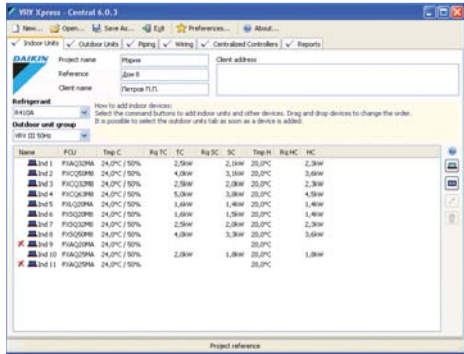 VRV Xpress - Central 6.0.3
New... Open... Save As... Exit Preferences... About...
Indoor Units Outdoor Units Piping Wiring Centralized Controllers Reports
DAIKIN Project name Мария Client address
Reference Дом 8
Client name Петров П.П.
Refrigerant
R410A
How to add indoor devices:
Select the command buttons to add indoor units and other devices. Drag and drop devices to change the order.
It is possible to select the outdoor units tab as soon as a device is added.
Outdoor unit group
VRV III 50Hz
Name FCU Tmp C Rq TC TC Rq SC SC Tmp H Rq HC HC
Ind 1 FXAQ32MA 24,0°C / 50% 2,5kW 2,1kW 20,0°C 2,3kW
Ind 2 FXCQ50M8 24,0°C / 50% 4,0kW 3,1kW 20,0°C 3,6kW
Ind 3 FXCQ32M8 24,0°C / 50% 2,5kW 2,0kW 20,0°C 2,3kW
Ind 4 FXCQ63M8 24,0°C / 50% 5,0kW 3,8kW 20,0°C 4,5kW
Ind 5 FXLQ20MA 24,0°C / 50% 1,6kW 1,4kW 20,0°C 1,4kW
Ind 6 FXSQ20M8 24,0°C / 50% 1,6kW 1,5kW 20,0°C 1,4kW
Ind 7 FXSQ32M8 24,0°C / 50% 2,5kW 2,0kW 20,0°C 2,3kW
Ind 8 FXSQ50M8 24,0°C / 50% 4,0kW 3,3kW 20,0°C 3,6kW
Ind 9 FXAQ20MA 24,0°C / 50% 20,0°C
Ind 10 FXAQ25MA 24,0°C / 50% 2,0kW 1,8kW 20,0°C 1,8kW
Ind 11 FXAQ25MA 24,0°C / 50% 20,0°C
Project reference